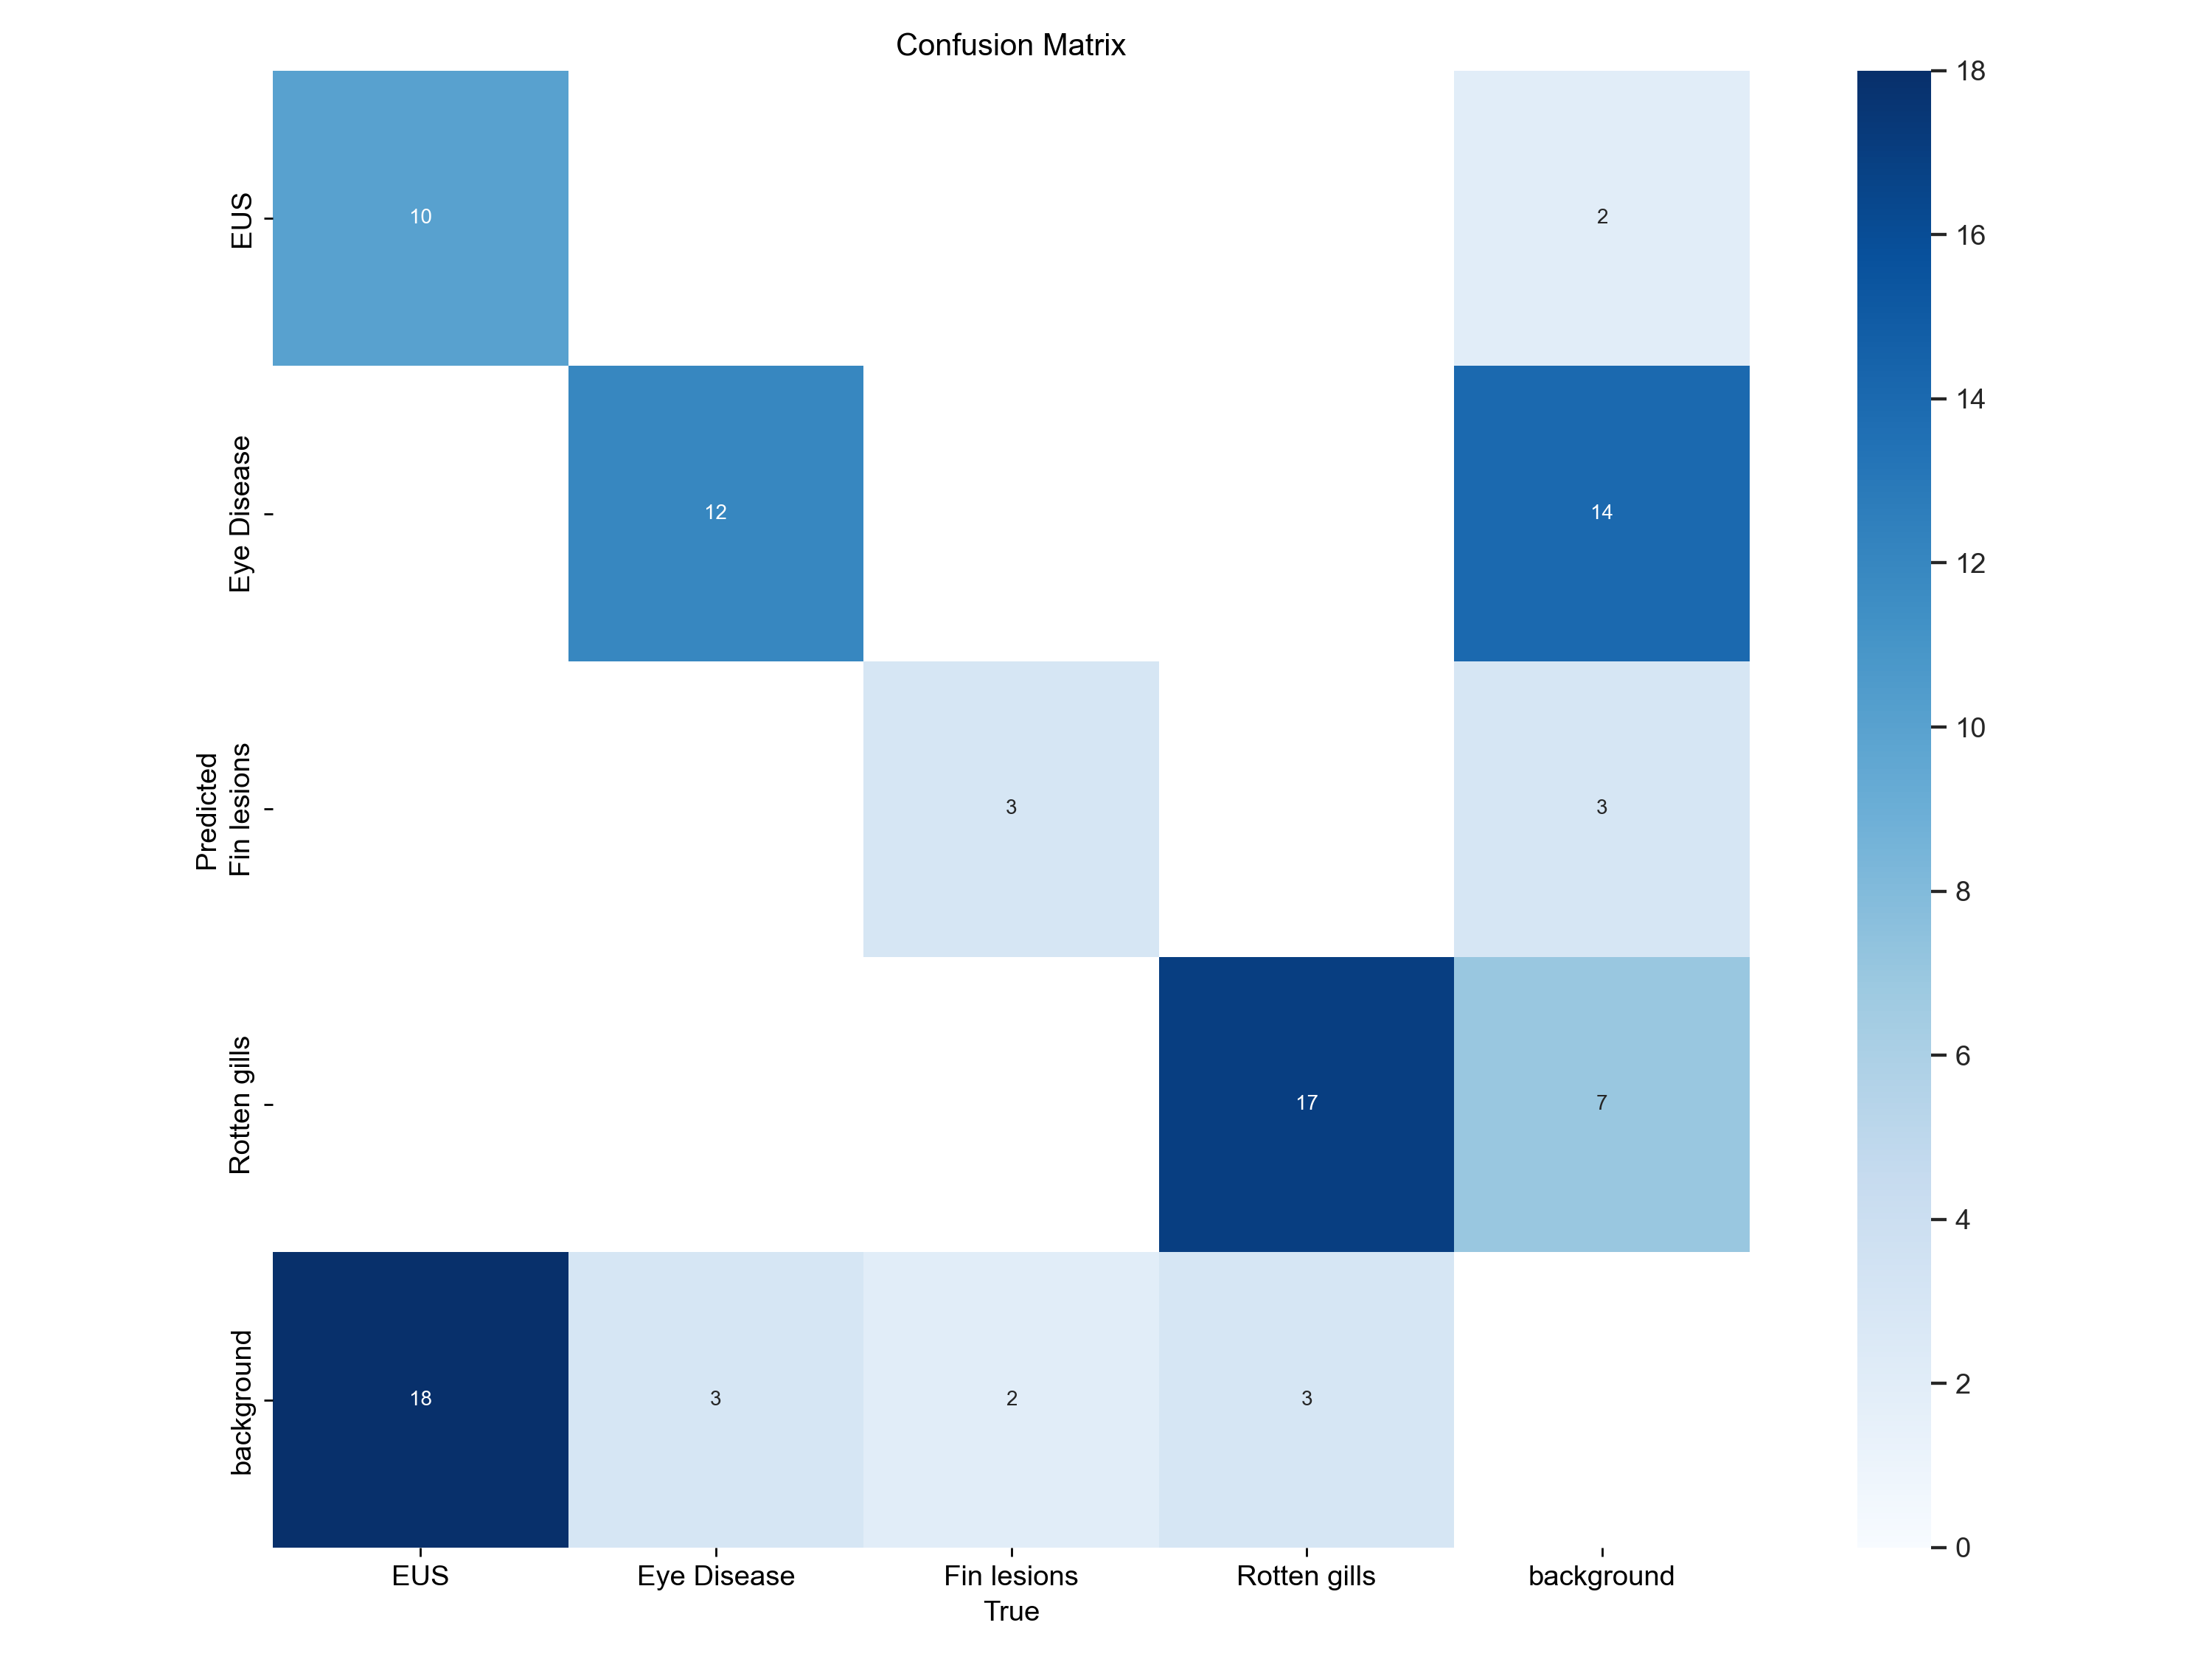 Confusion Matrix
EUS
Eye Disease
Fin lesions
Rotten gills
background
Predicted
10
2
12
14
3
3
17
7
18
3
2
3
EUS
Eye Disease
Fin lesions
Rotten gills
background
True
18
16
14
12
10
8
6
4
2
0